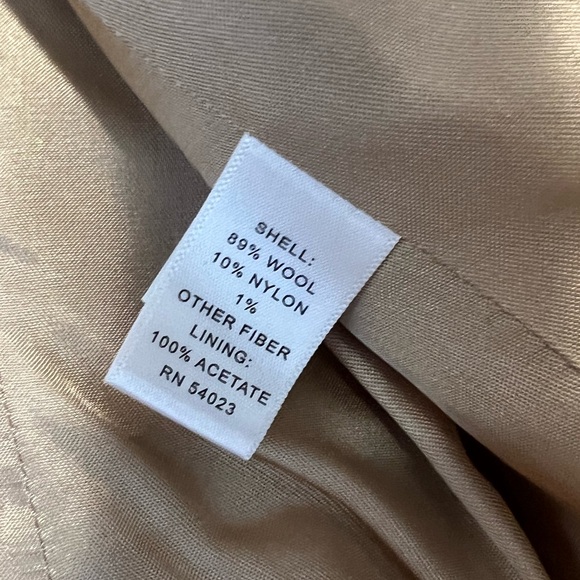 SHELL:
89% WOOL
10% NYLON
1%
OTHER FIBER
LINING:
100% ACETATE
RN 54023